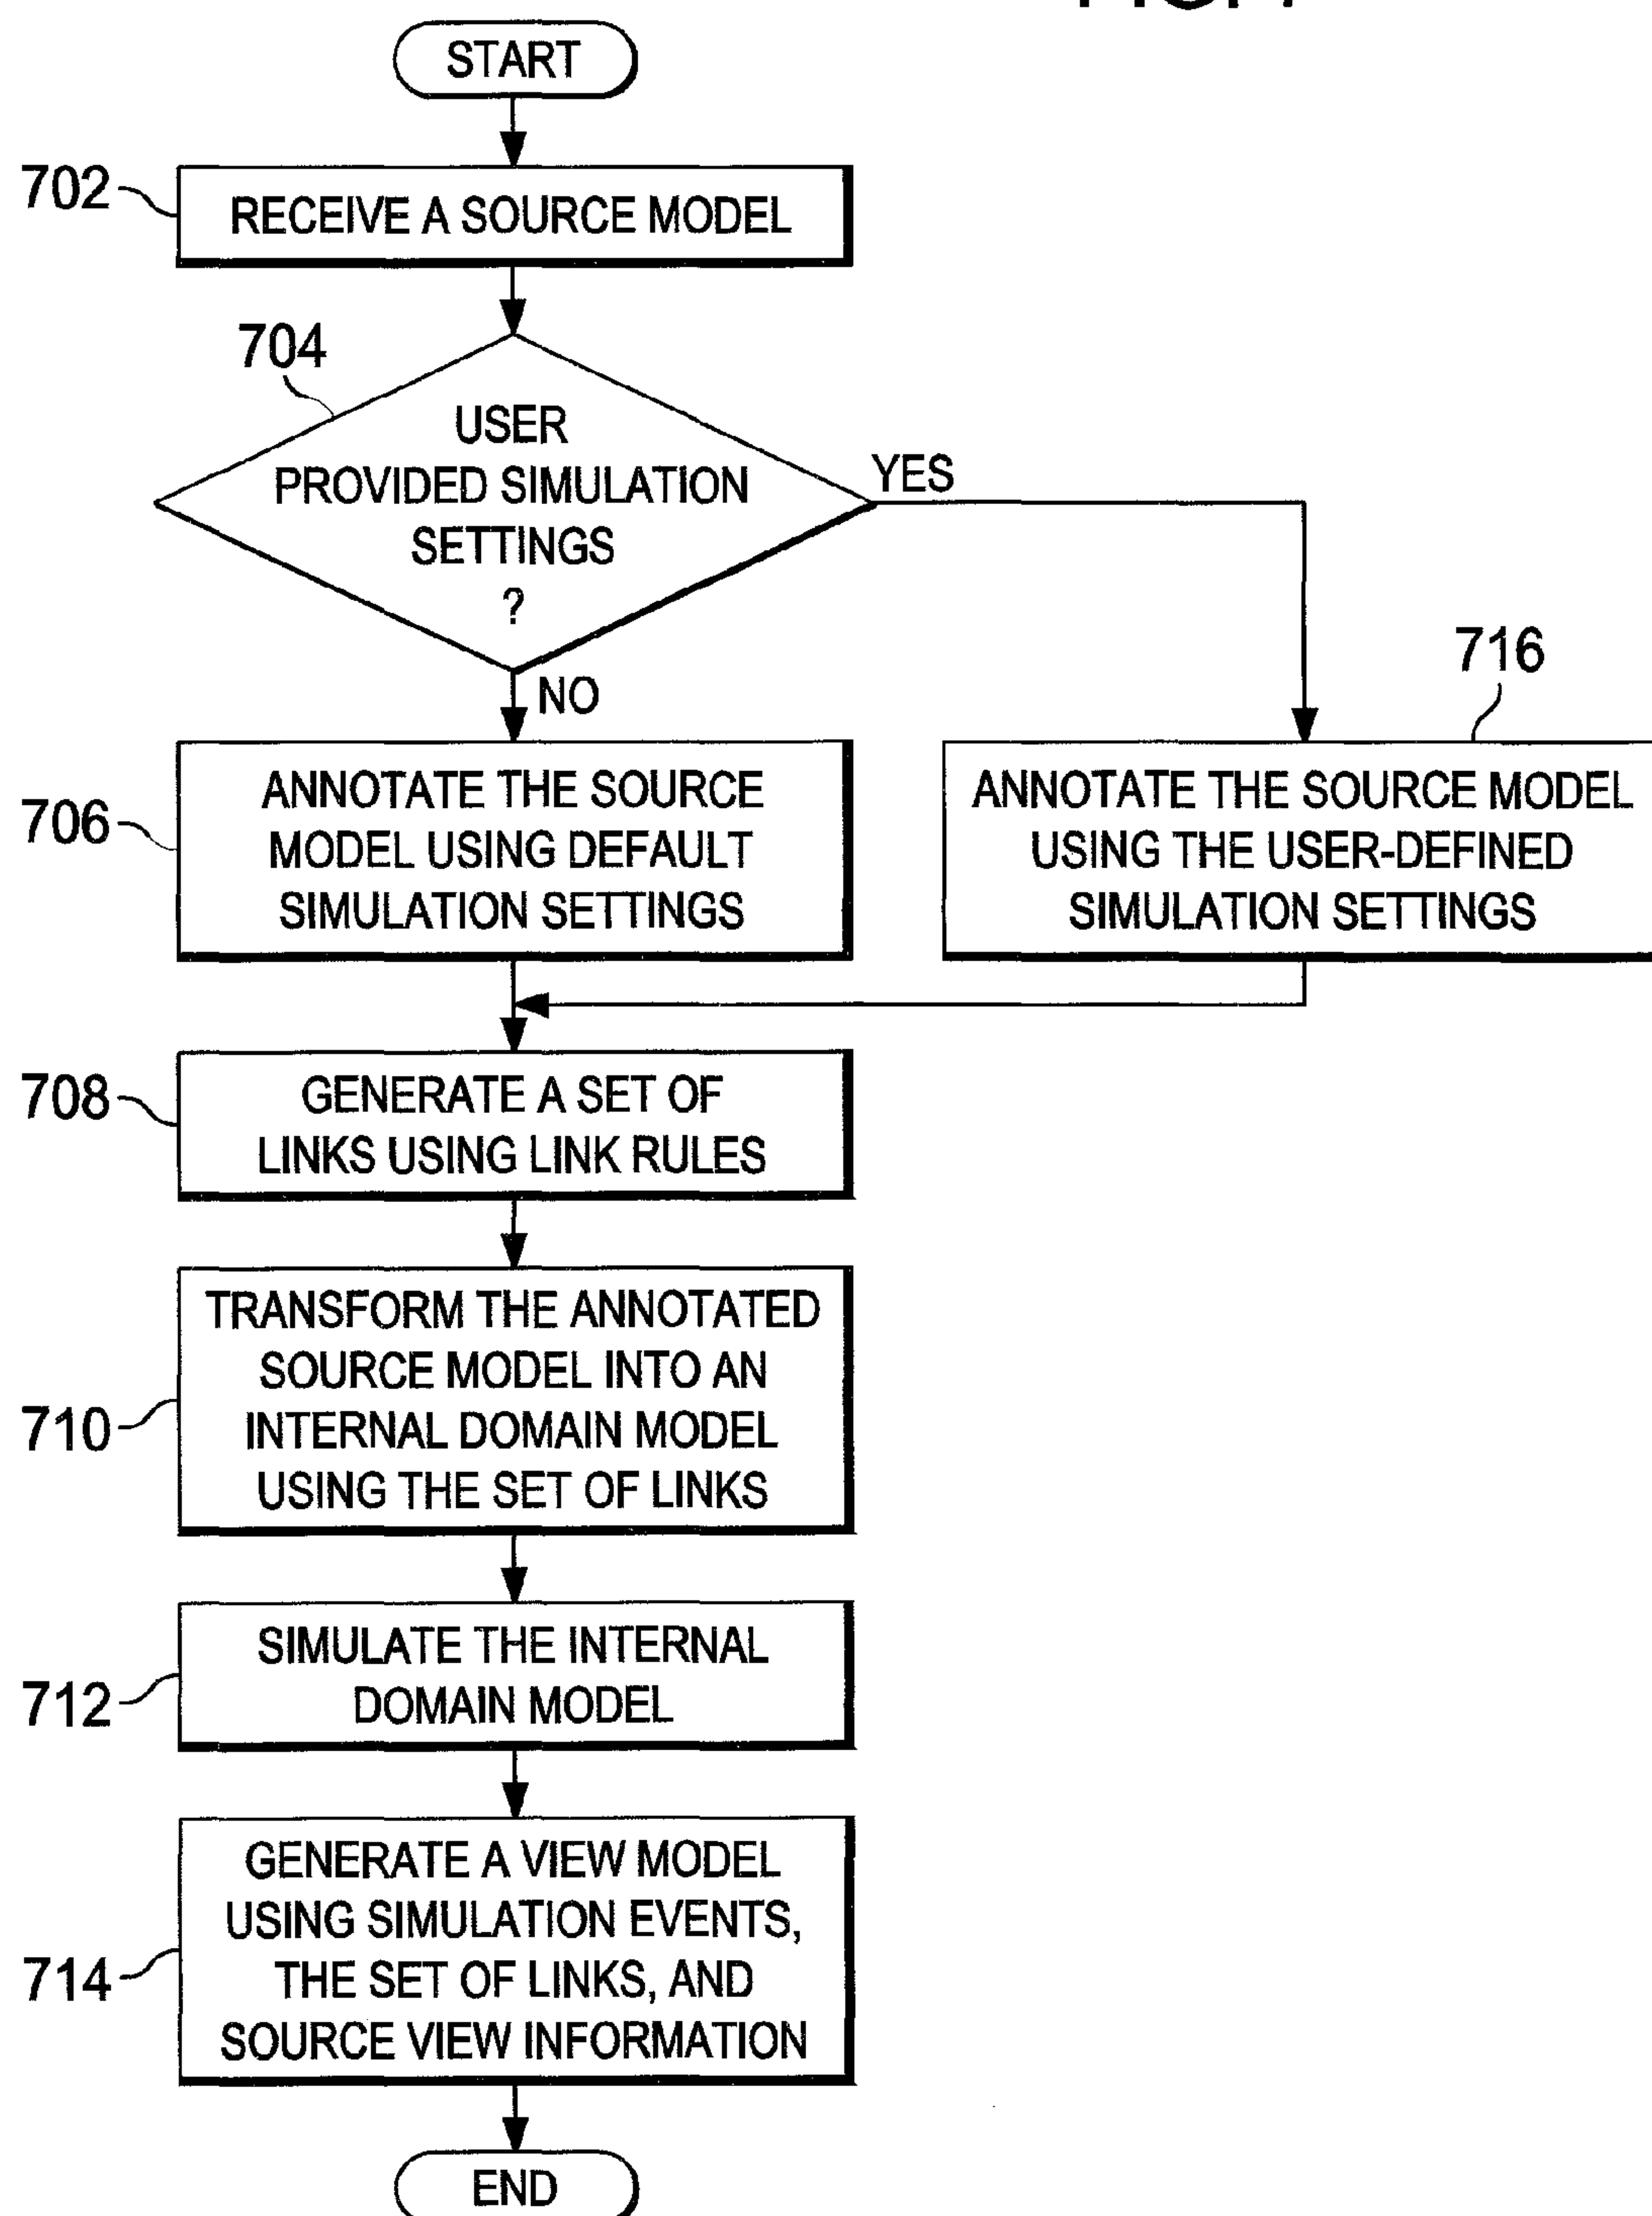 START
702
RECEIVE A SOURCE MODEL
704
USER
PROVIDED SIMULATION
SETTINGS
?
YES
NO
716
706
ANNOTATE THE SOURCE
MODEL USING DEFAULT
SIMULATION SETTINGS
ANNOTATE THE SOURCE MODEL
USING THE USER-DEFINED
SIMULATION SETTINGS
708
GENERATE A SET OF
LINKS USING LINK RULES
710
TRANSFORM THE ANNOTATED
SOURCE MODEL INTO AN
INTERNAL DOMAIN MODEL
USING THE SET OF LINKS
712
SIMULATE THE INTERNAL
DOMAIN MODEL
714
GENERATE A VIEW MODEL
USING SIMULATION EVENTS,
THE SET OF LINKS, AND
SOURCE VIEW INFORMATION
END